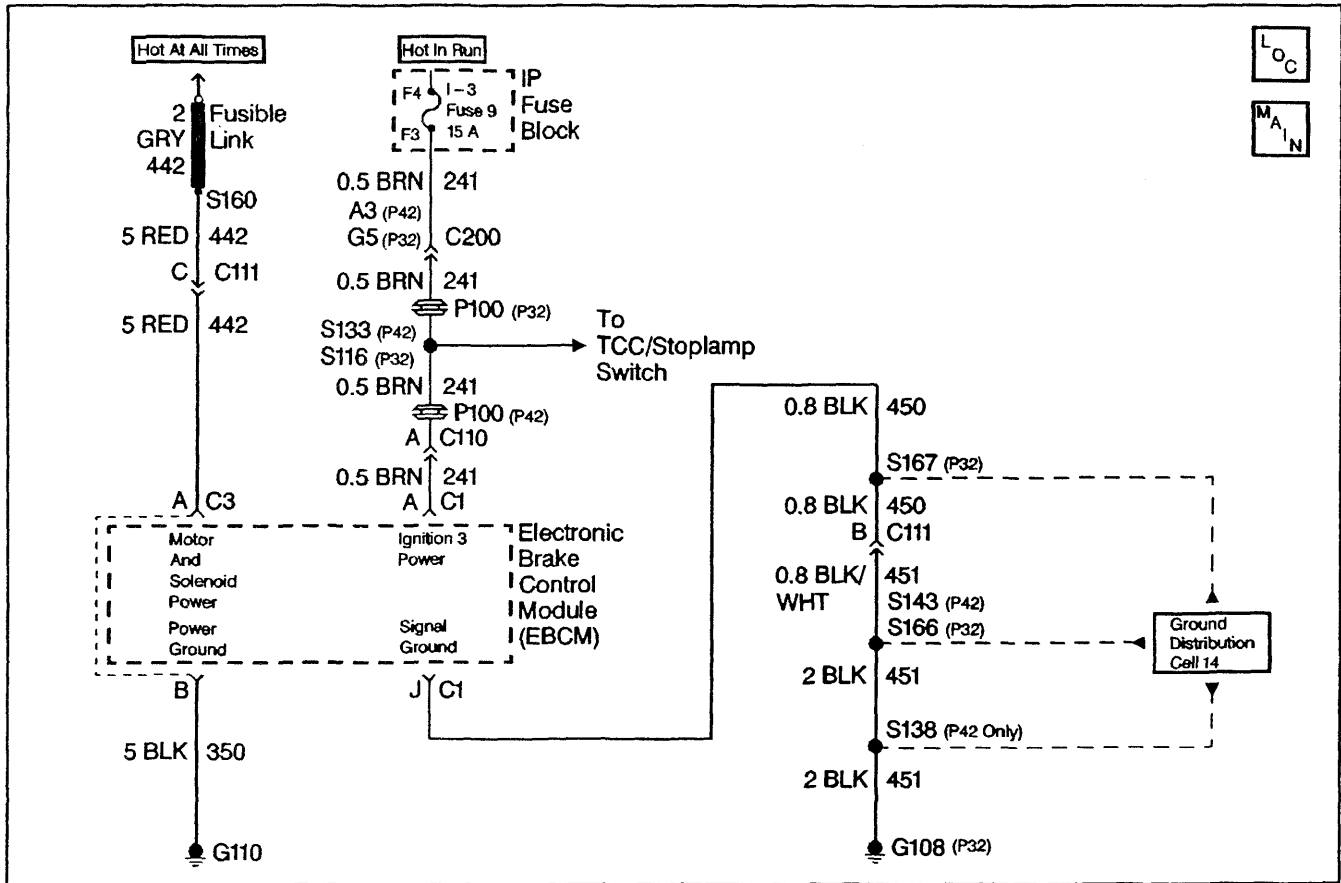 Hot At All Times
2 Fusible
GRY Link
442
S160
5 RED 442
C C111
5 RED 442
A C3
Hot In Run
F4 I-3
Fuse 9
F3 15 A
IP
Fuse
Block
0.5 BRN 241
A3 (P42)
G5 (P32) C200
0.5 BRN 241
P100 (P32)
S133 (P42)
S116 (P32)
To
TCC/Stoplamp
Switch
0.5 BRN 241
P100 (P42)
A C110
0.5 BRN 241
A C1
Motor
And
Solenoid
Power
Power
Ground
Ignition 3
Power
Signal
Ground
Electronic
Brake
Control
Module
(EBCM)
B
J C1
5 BLK 350
G110
0.8 BLK 450
S167 (P32)
0.8 BLK 450
B C111
0.8 BLK/ 451
WHT
S143 (P42)
S166 (P32)
2 BLK 451
S138 (P42 Only)
2 BLK 451
G108 (P32)
Ground
Distribution
Cell 14
LOC
MAIN